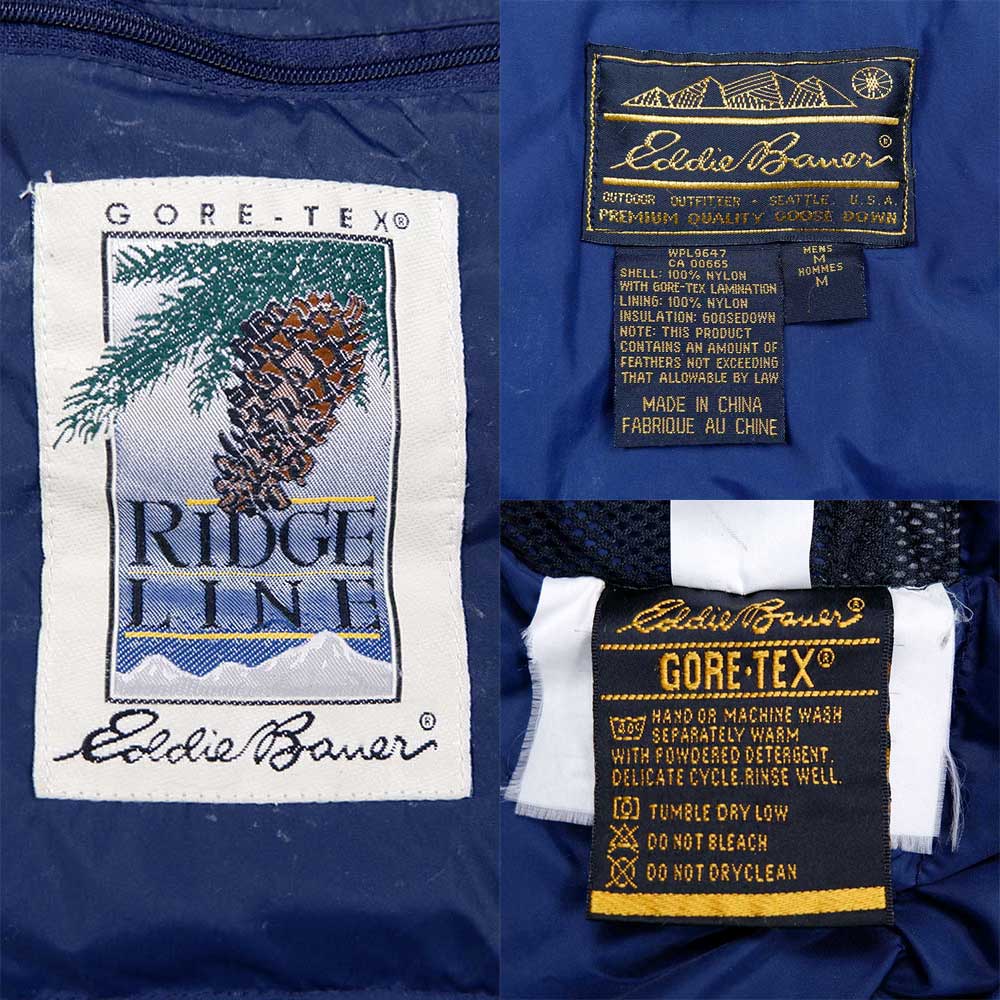 GORE-TEX®
RIDGE
LINE
Eddie Bauer®
Eddie Bauer®
OUTDOOR OUTFITTER - SEATTLE, U.S.A.
PREMIUM QUALITY GOOSE DOWN
WPL9647
CA 00665
SHELL: 100% NYLON
WITH GORE-TEX LAMINATION
LINING: 100% NYLON
INSULATION: GOOSEDOWN
NOTE: THIS PRODUCT
CONTAINS AN AMOUNT OF
FEATHERS NOT EXCEEDING
THAT ALLOWABLE BY LAW
MADE IN CHINA
FABRIQUE AU CHINE
MENS
M
HOMMES
M
Eddie Bauer®
GORE-TEX®
40° HAND OR MACHINE WASH
SEPARATELY WARM
WITH POWDERED DETERGENT.
DELICATE CYCLE.RINSE WELL.
TUMBLE DRY LOW
DO NOT BLEACH
DO NOT DRYCLEAN